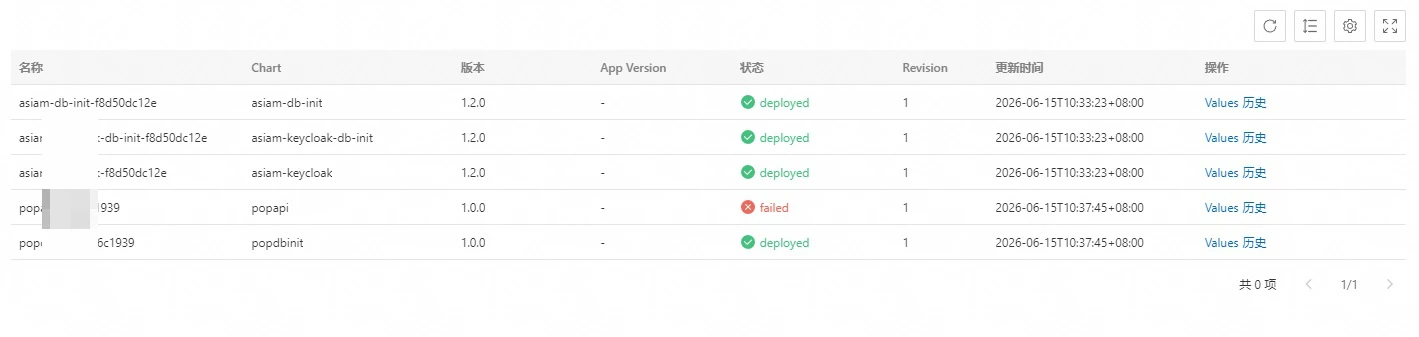 名称 Chart 版本 App Version 状态 Revision 更新时间 操作
asiam-db-init-f8d50dc12e asiam-db-init 1.2.0 - deployed 1 2026-06-15T10:33:23+08:00 Values 历史
asia -db-init-f8d50dc12e asiam-keycloak-db-init 1.2.0 - deployed 1 2026-06-15T10:33:23+08:00 Values 历史
asia -f8d50dc12e asiam-keycloak 1.2.0 - deployed 1 2026-06-15T10:33:23+08:00 Values 历史
pop 1939 popapi 1.0.0 - failed 1 2026-06-15T10:37:45+08:00 Values 历史
pop 6c1939 popdbinit 1.0.0 - deployed 1 2026-06-15T10:37:45+08:00 Values 历史
共 0 项 1/1